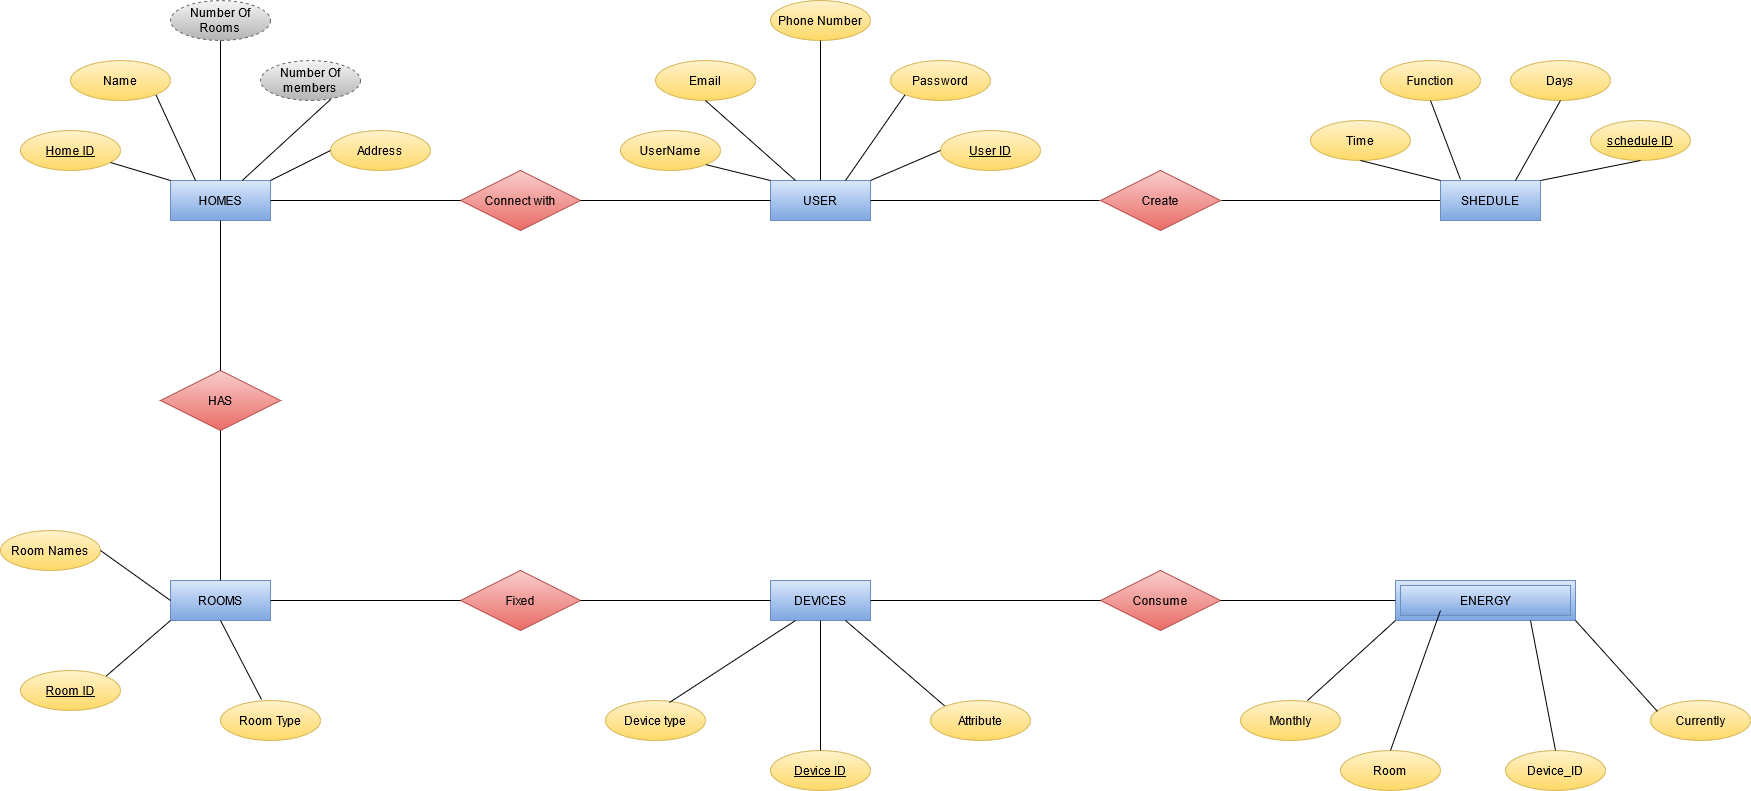 Number Of
Rooms
Phone Number
Name
Number Of
members
Email
Password
Function
Days
Home ID
Address
UserName
User ID
Time
schedule ID
HOMES
Connect with
USER
Create
SHEDULE
HAS
Room Names
ROOMS
Fixed
DEVICES
Consume
ENERGY
Room ID
Room Type
Device type
Attribute
Monthly
Currently
Device ID
Room
Device_ID